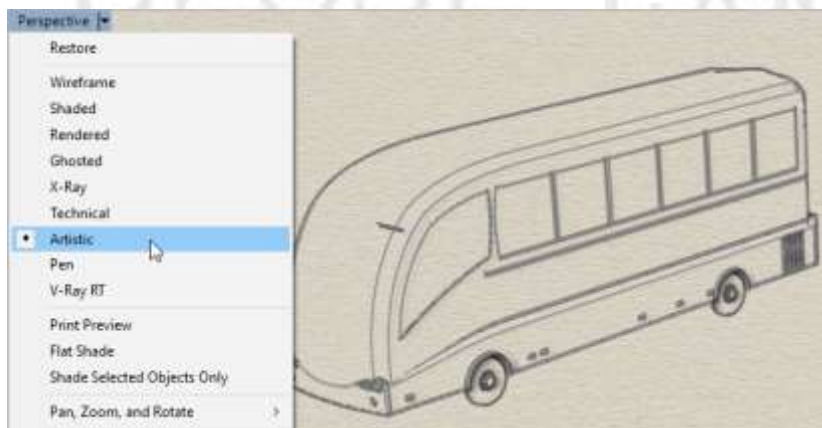 Perspective
Restore
Wireframe
Shaded
Rendered
Ghosted
X-Ray
Technical
Artistic
Pen
V-Ray RT
Print Preview
Flat Shade
Shade Selected Objects Only
Pan, Zoom, and Rotate